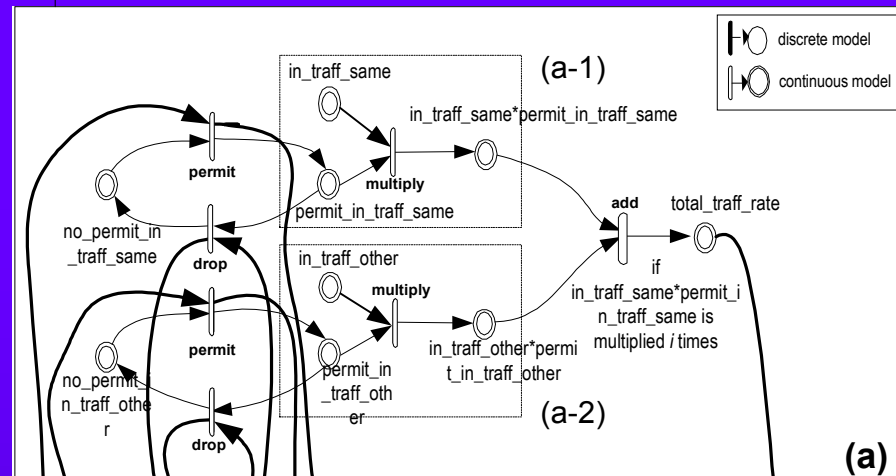 discrete model
continuous model
(a-1)
in_traff_same
in_traff_same*permit_in_traff_same
permit
multiply
permit_in_traff_same
no_permit_in
_traff_same
drop
add
total_traff_rate
if
in_traff_same*permit_i
n_traff_same is
multiplied i times
in_traff_other
multiply
permit
in_traff_other*permi
t_in_traff_other
permit_in
_traff_oth
er
no_permit_i
n_traff_othe
r
drop
(a-2)
(a)